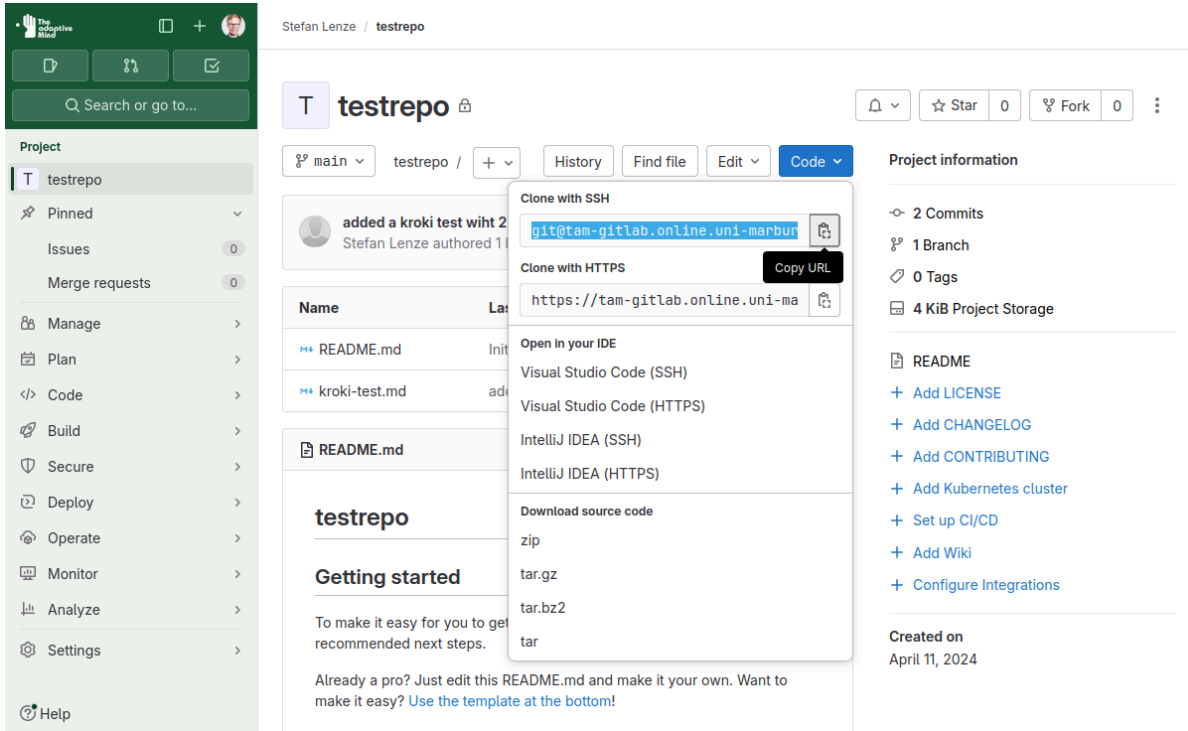 The
adaptive
Mind
Search or go to...
Project
T testrepo
Pinned
Issues 0
Merge requests 0
Manage
Plan
Code
Build
Secure
Deploy
Operate
Monitor
Analyze
Settings
Help
Stefan Lenze / testrepo
T testrepo
Star 0
Fork 0
main
testrepo /
+
History
Find file
Edit
Code
added a kroki test wiht 2
Stefan Lenze authored 1
Name
README.md
Init
kroki-test.md
README.md
testrepo
Getting started
To make it easy for you to get
recommended next steps.
Already a pro? Just edit this README.md and make it your own. Want to
make it easy? Use the template at the bottom!
Clone with SSH
git@tam-gitlab.online.uni-marbur
Copy URL
Clone with HTTPS
https://tam-gitlab.online.uni-ma
Open in your IDE
Visual Studio Code (SSH)
Visual Studio Code (HTTPS)
IntelliJ IDEA (SSH)
IntelliJ IDEA (HTTPS)
Download source code
zip
tar.gz
tar.bz2
tar
Project information
2 Commits
1 Branch
0 Tags
4 KiB Project Storage
README
+ Add LICENSE
+ Add CHANGELOG
+ Add CONTRIBUTING
+ Add Kubernetes cluster
+ Set up CI/CD
+ Add Wiki
+ Configure Integrations
Created on
April 11, 2024